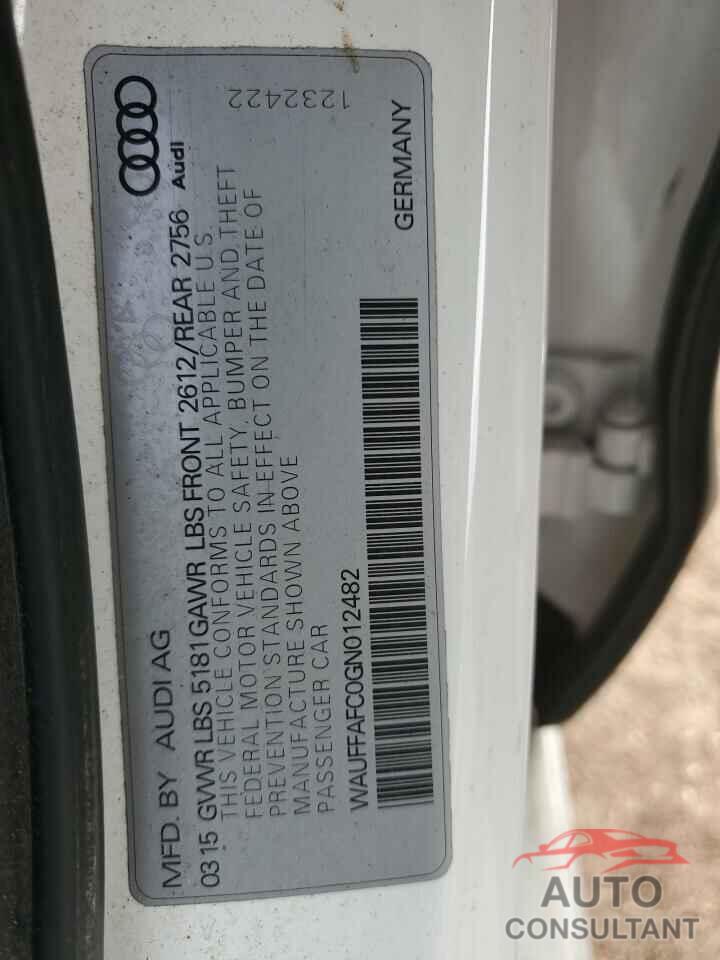 MFD. BY AUDI AG
0315 GVWR LBS 5181 GAWR LBS FRONT 2612/REAR 2756
Audi
THIS VEHICLE CONFORMS TO ALL APPLICABLE U.S.
FEDERAL MOTOR VEHICLE SAFETY, BUMPER AND THEFT
PREVENTION STANDARDS IN EFFECT ON THE DATE OF
MANUFACTURE SHOWN ABOVE
PASSENGER CAR
1232422
WAUFFAFC0GN012482
GERMANY
AUTO
CONSULTANT